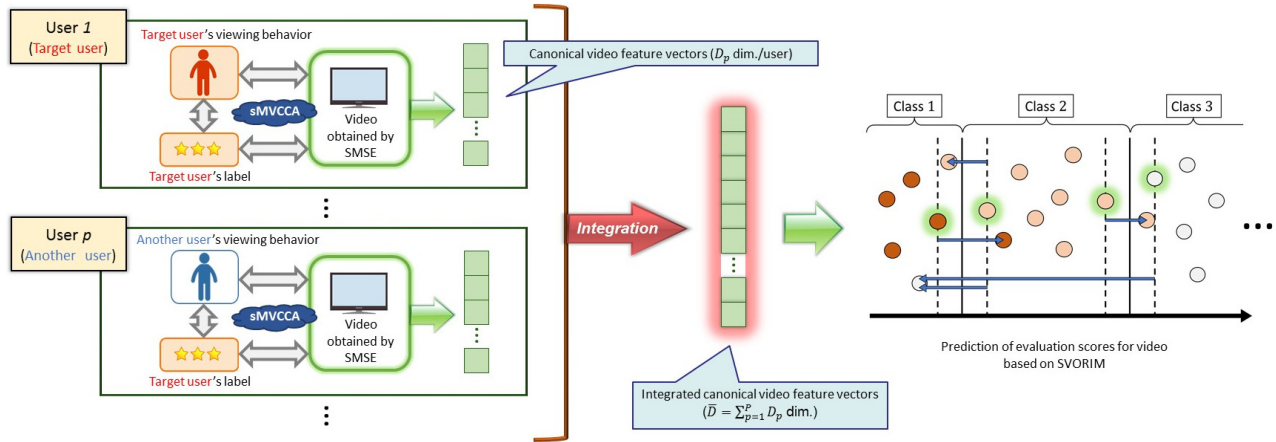 User 1
(Target user)
Target user's viewing behavior
sMVCCA
Video
obtained by
SMSE
Target user's label
Canonical video feature vectors (D_p dim./user)
User p
(Another user)
Another user's viewing behavior
sMVCCA
Video
obtained by
SMSE
Target user's label
Integration
Integrated canonical video feature vectors
(D̅ = ∑_{p=1}^{P} D_p dim.)
Class 1
Class 2
Class 3
Prediction of evaluation scores for video
based on SVORIM